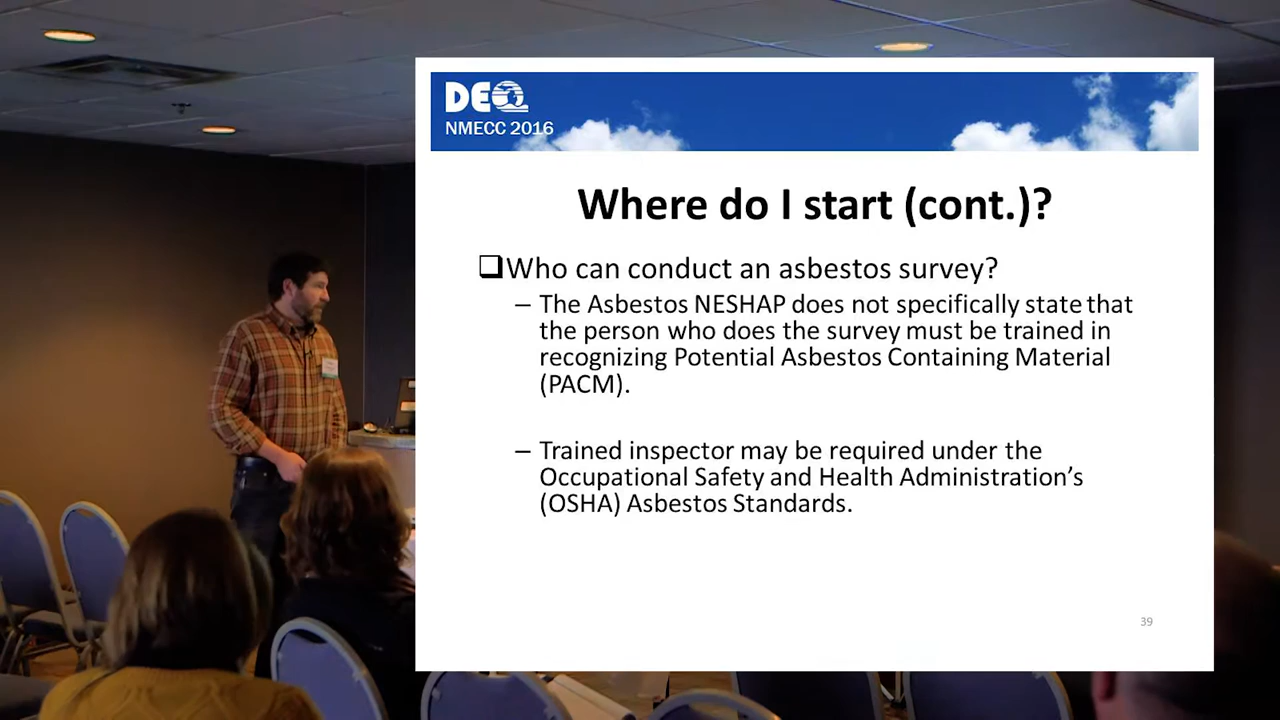 DEQ
NMECC 2016
Where do I start (cont.)?
❑Who can conduct an asbestos survey?
– The Asbestos NESHAP does not specifically state that
the person who does the survey must be trained in
recognizing Potential Asbestos Containing Material
(PACM).
– Trained inspector may be required under the
Occupational Safety and Health Administration’s
(OSHA) Asbestos Standards.
39